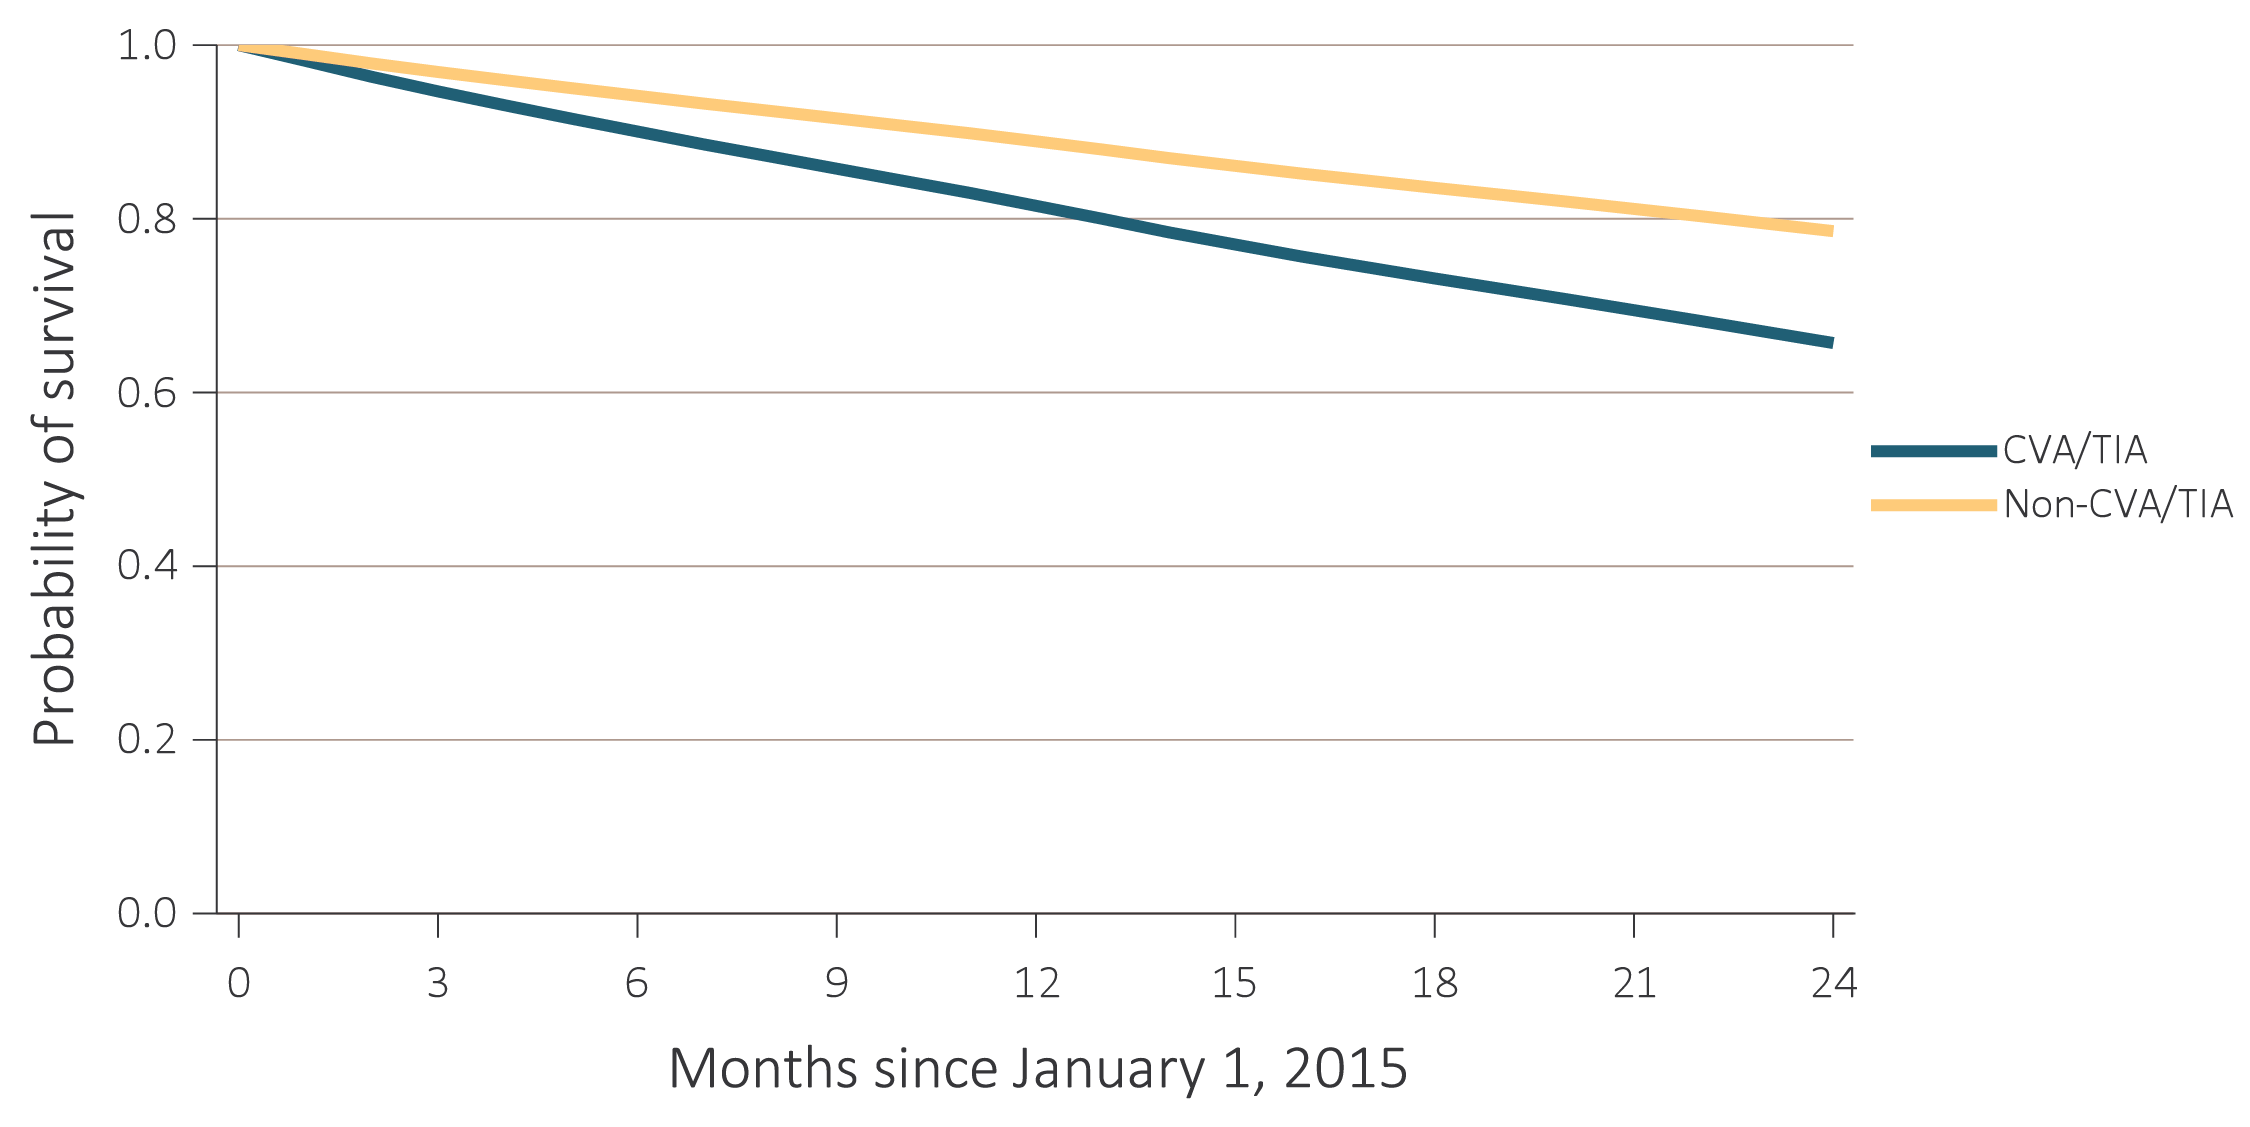 Probability of survival
1.0
0.8
0.6
0.4
0.2
0.0
0 3 6 9 12 15 18 21 24
Months since January 1, 2015
CVA/TIA
Non-CVA/TIA